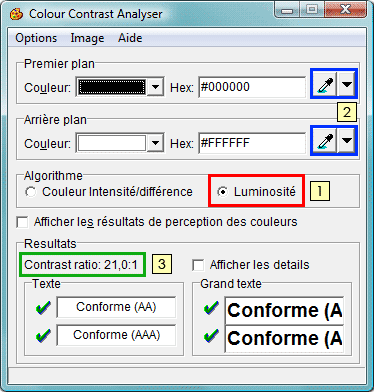 Colour Contrast Analyser
Options Image Aide
Premier plan
Couleur: Hex: #000000
2
Arrière plan
Couleur: Hex: #FFFFFF
Algorithme
Couleur Intensité/différence Luminosité 1
Afficher les résultats de perception des couleurs
Resultats
Contrast ratio: 21,0:1 3 Afficher les details
Texte Grand texte
Conforme (AA) Conforme (A
Conforme (AAA) Conforme (A